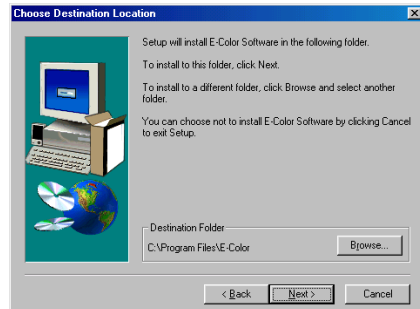 Choose Destination Location
Setup will install E-Color Software in the following folder.
To install to this folder, click Next.
To install to a different folder, click Browse and select another
folder.
You can choose not to install E-Color Software by clicking Cancel
to exit Setup.
Destination Folder
C:\Program Files\E-Color
Browse...
< Back
Next >
Cancel